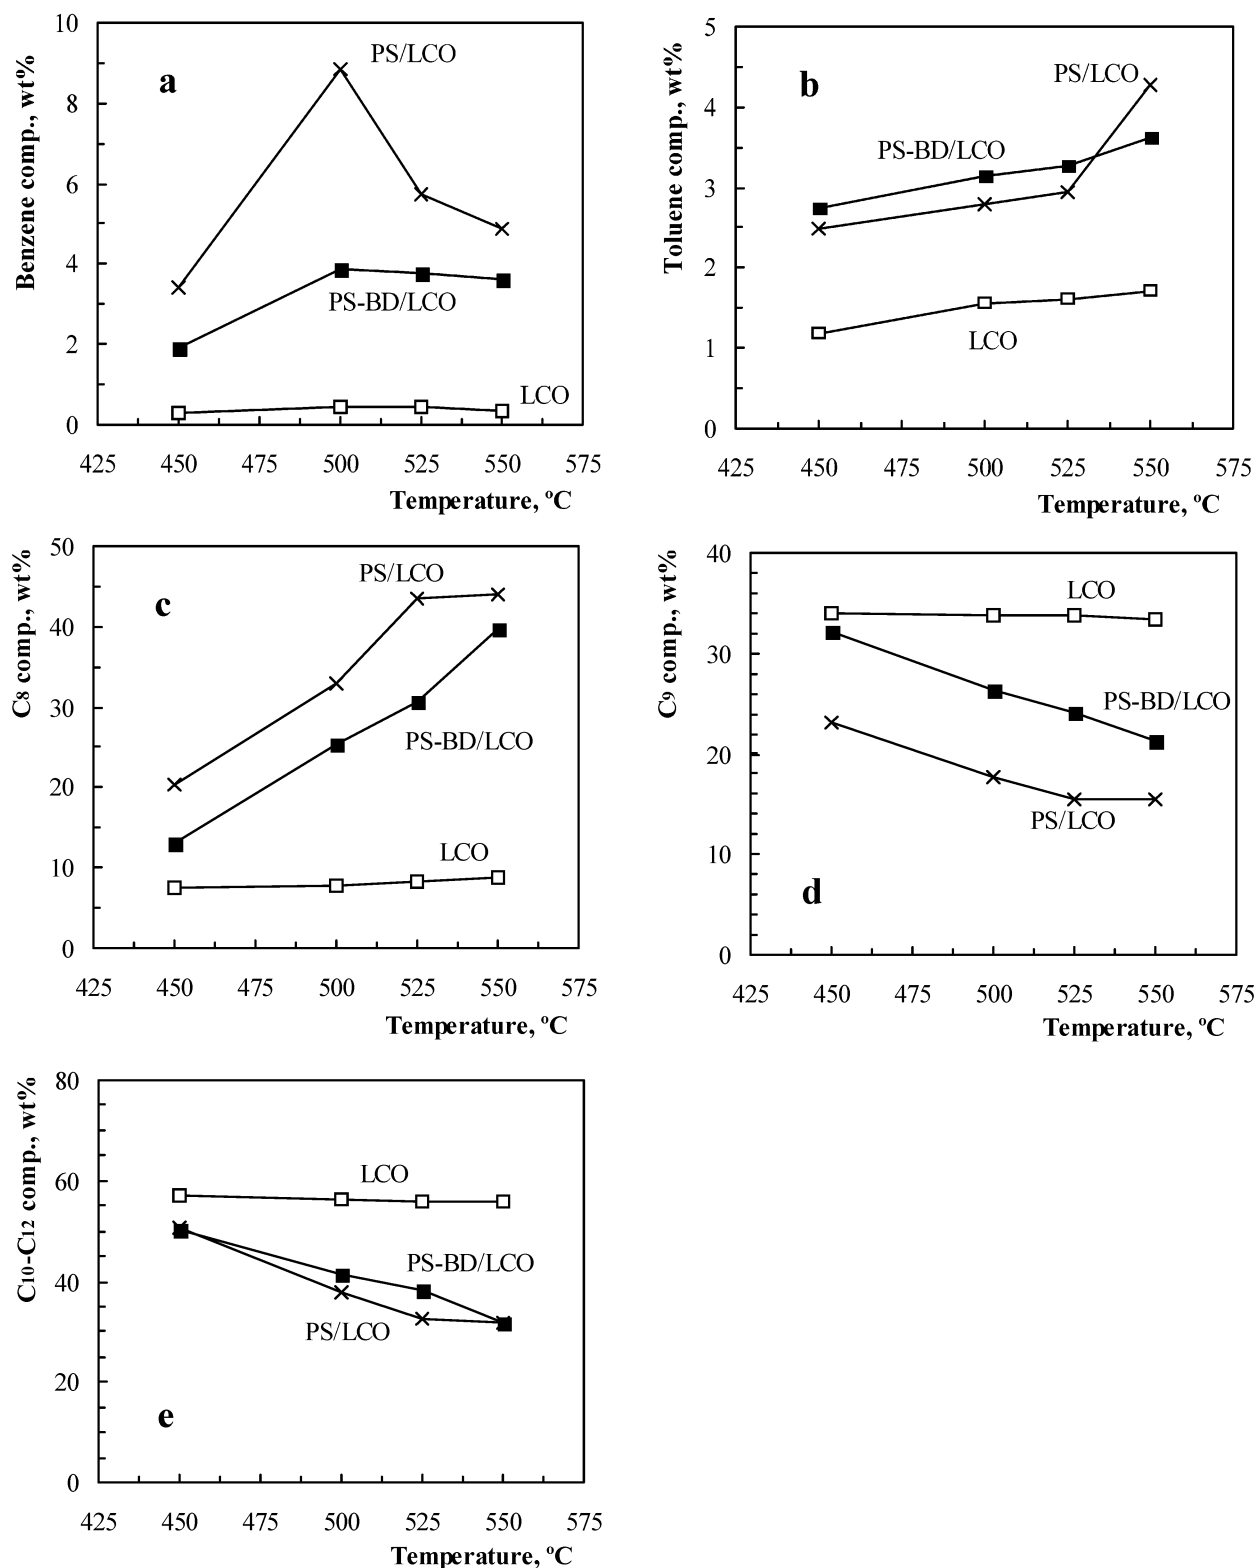 10
8
6
4
2
0
Benzene comp., wt%
a
PS/LCO
PS-BD/LCO
LCO
425 450 475 500 525 550 575
Temperature, ºC
5
4
3
2
1
0
Toluene comp., wt%
b
PS/LCO
PS-BD/LCO
LCO
425 450 475 500 525 550 575
Temperature, ºC
50
40
30
20
10
0
C8 comp., wt%
c
PS/LCO
PS-BD/LCO
LCO
425 450 475 500 525 550 575
Temperature, ºC
40
30
20
10
0
C9 comp., wt%
LCO
PS-BD/LCO
PS/LCO
d
425 450 475 500 525 550 575
Temperature, ºC
80
60
40
20
0
C10-C12 comp., wt%
LCO
PS-BD/LCO
PS/LCO
e
425 450 475 500 525 550 575
Temperature, ºC